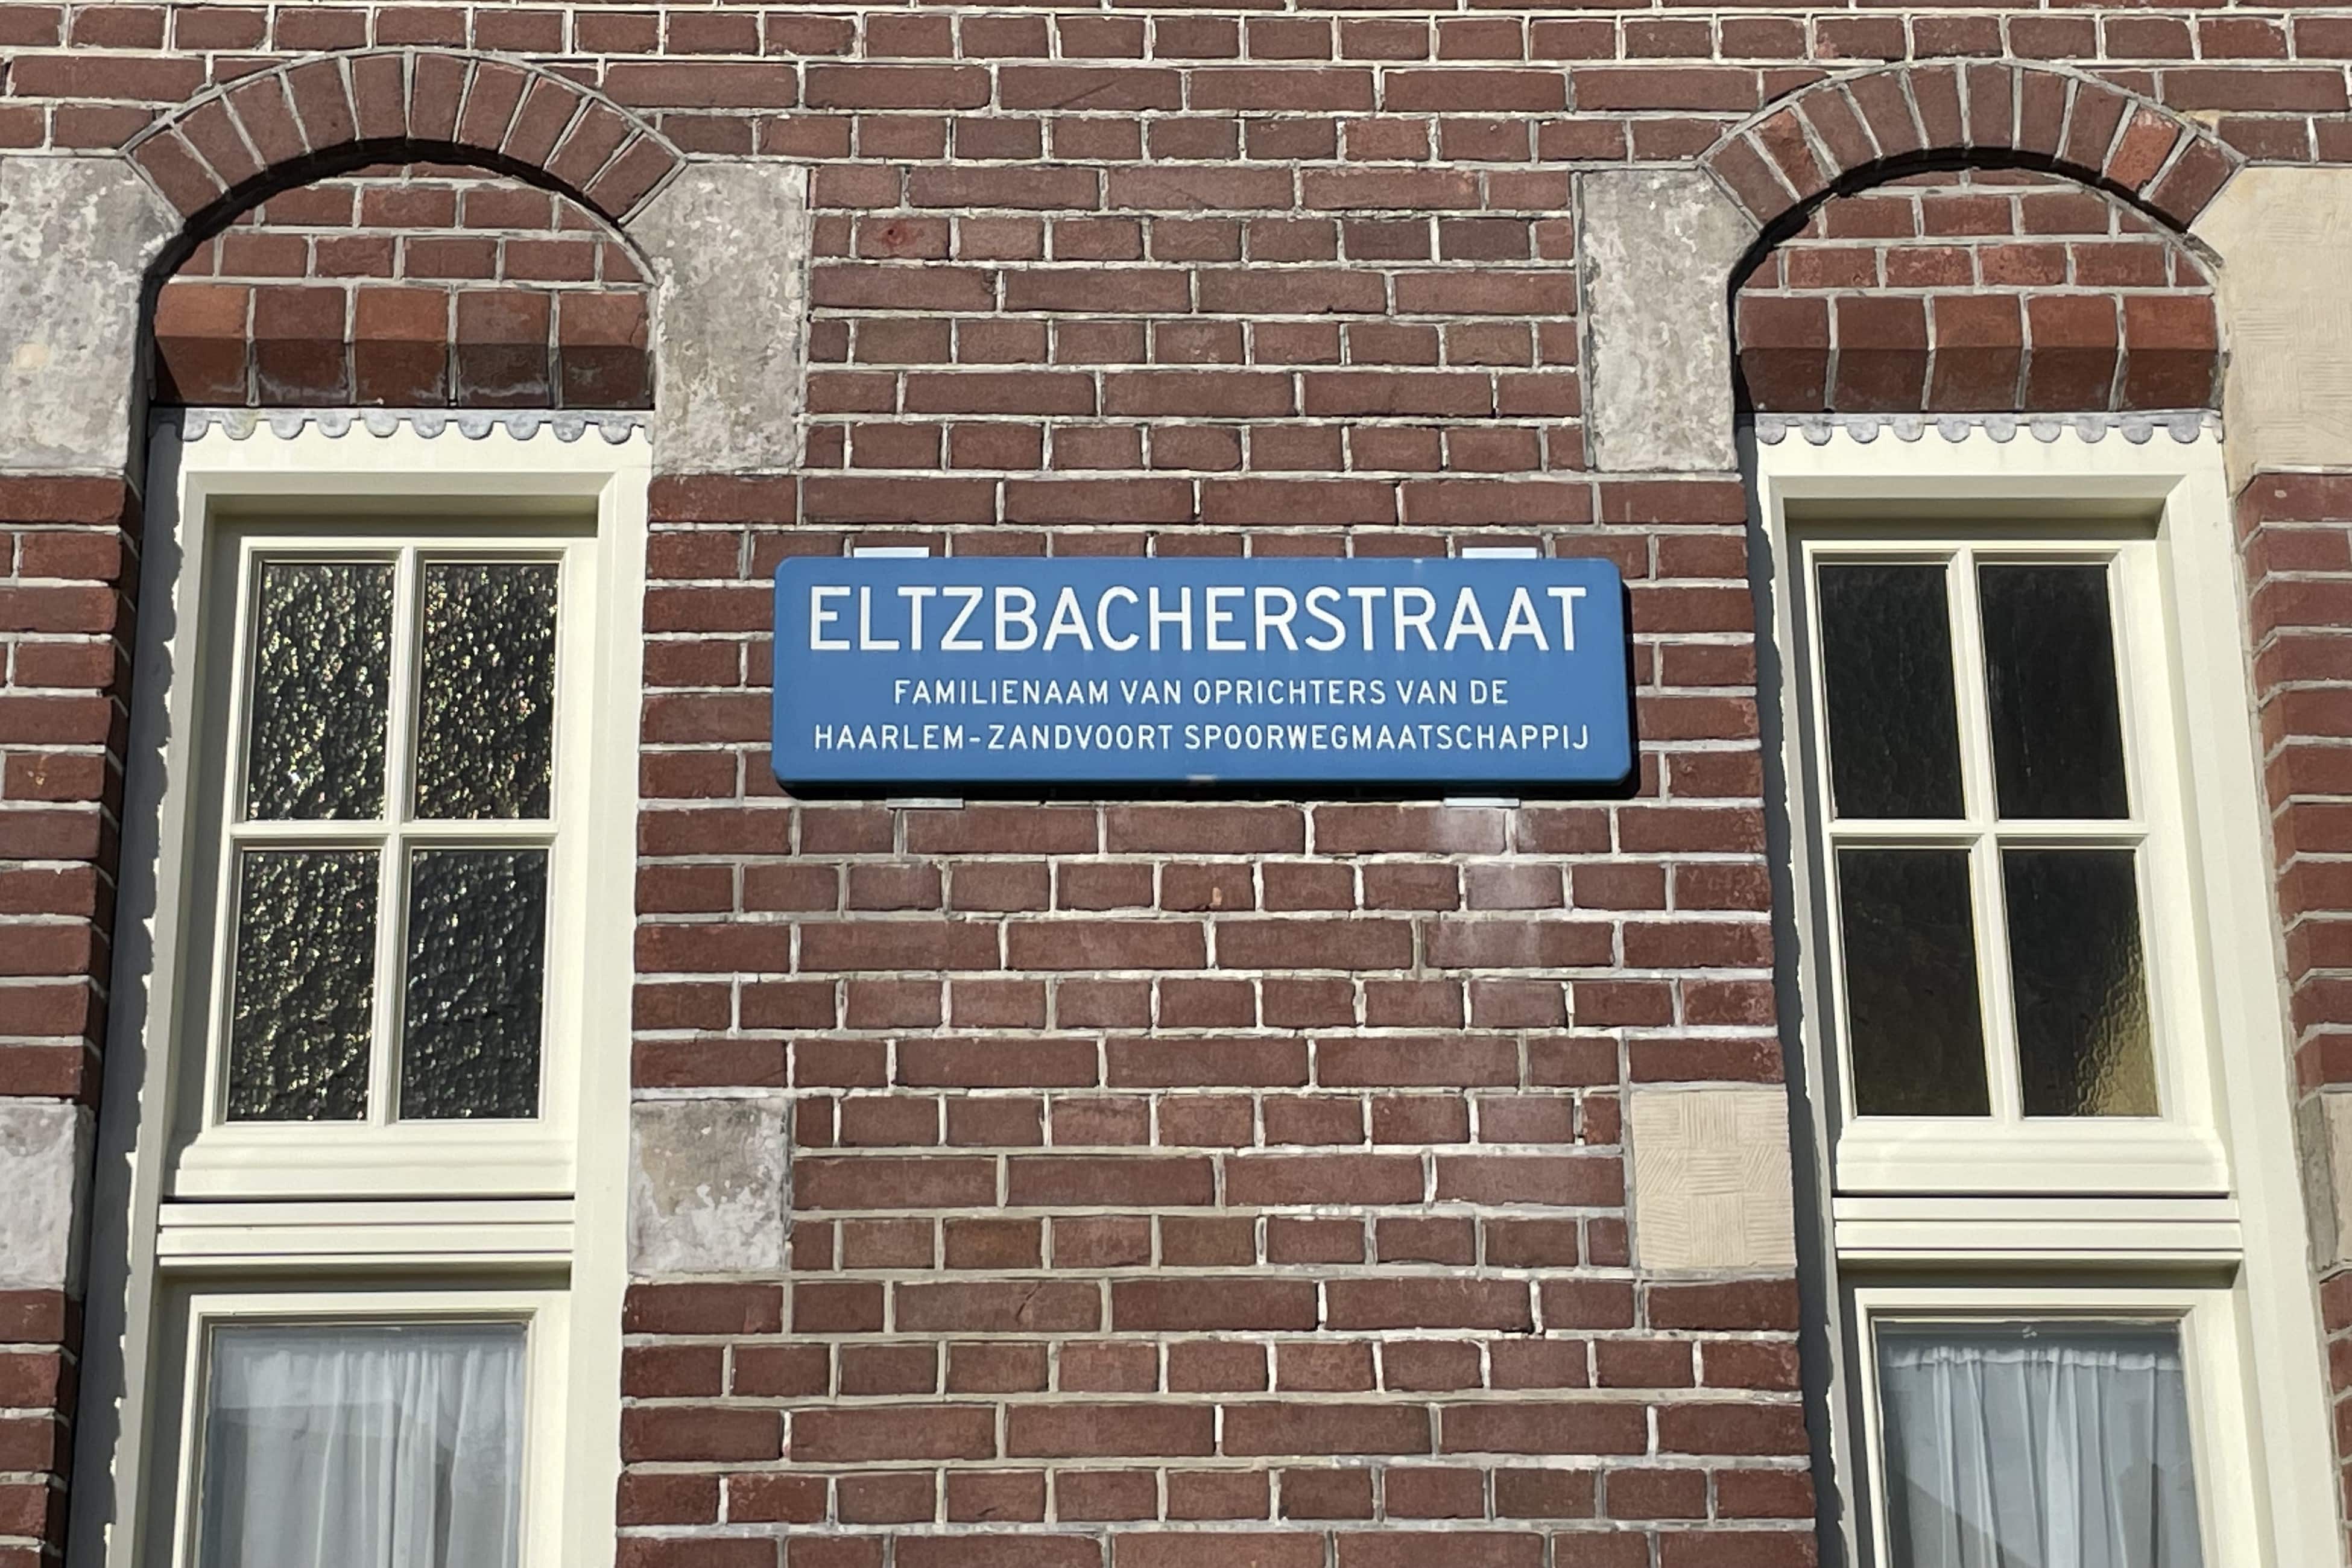 ELTZBACHERSTRAAT
FAMILIENAAM VAN OPRICHTERS VAN DE
HAARLEM-ZANDVOORT SPOORWEGMAATSCHAPPIJ